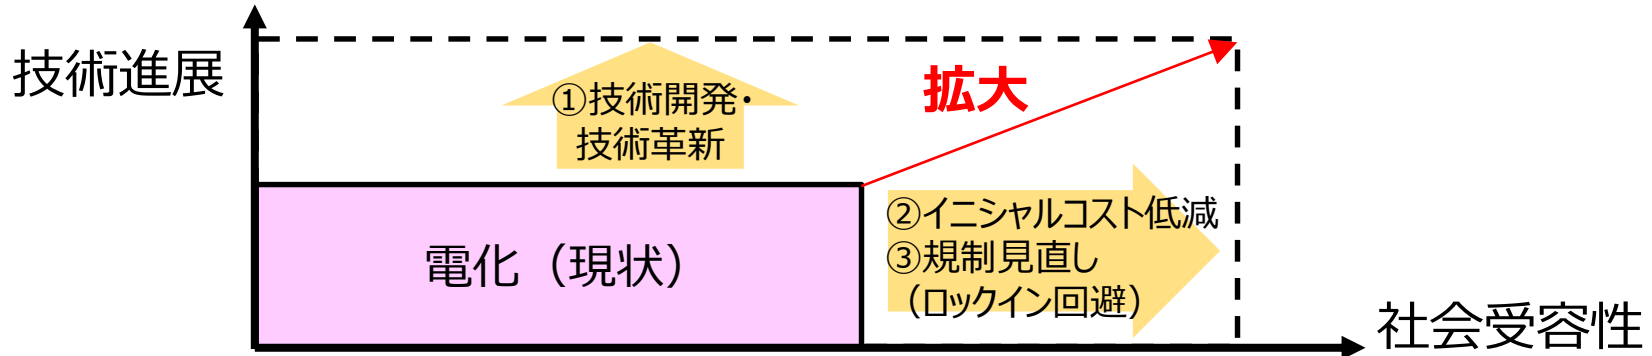 技術進展
①技術開発・
技術革新
拡大
電化（現状）
②イニシャルコスト低減
③規制見直し
（ロックイン回避）
社会受容性